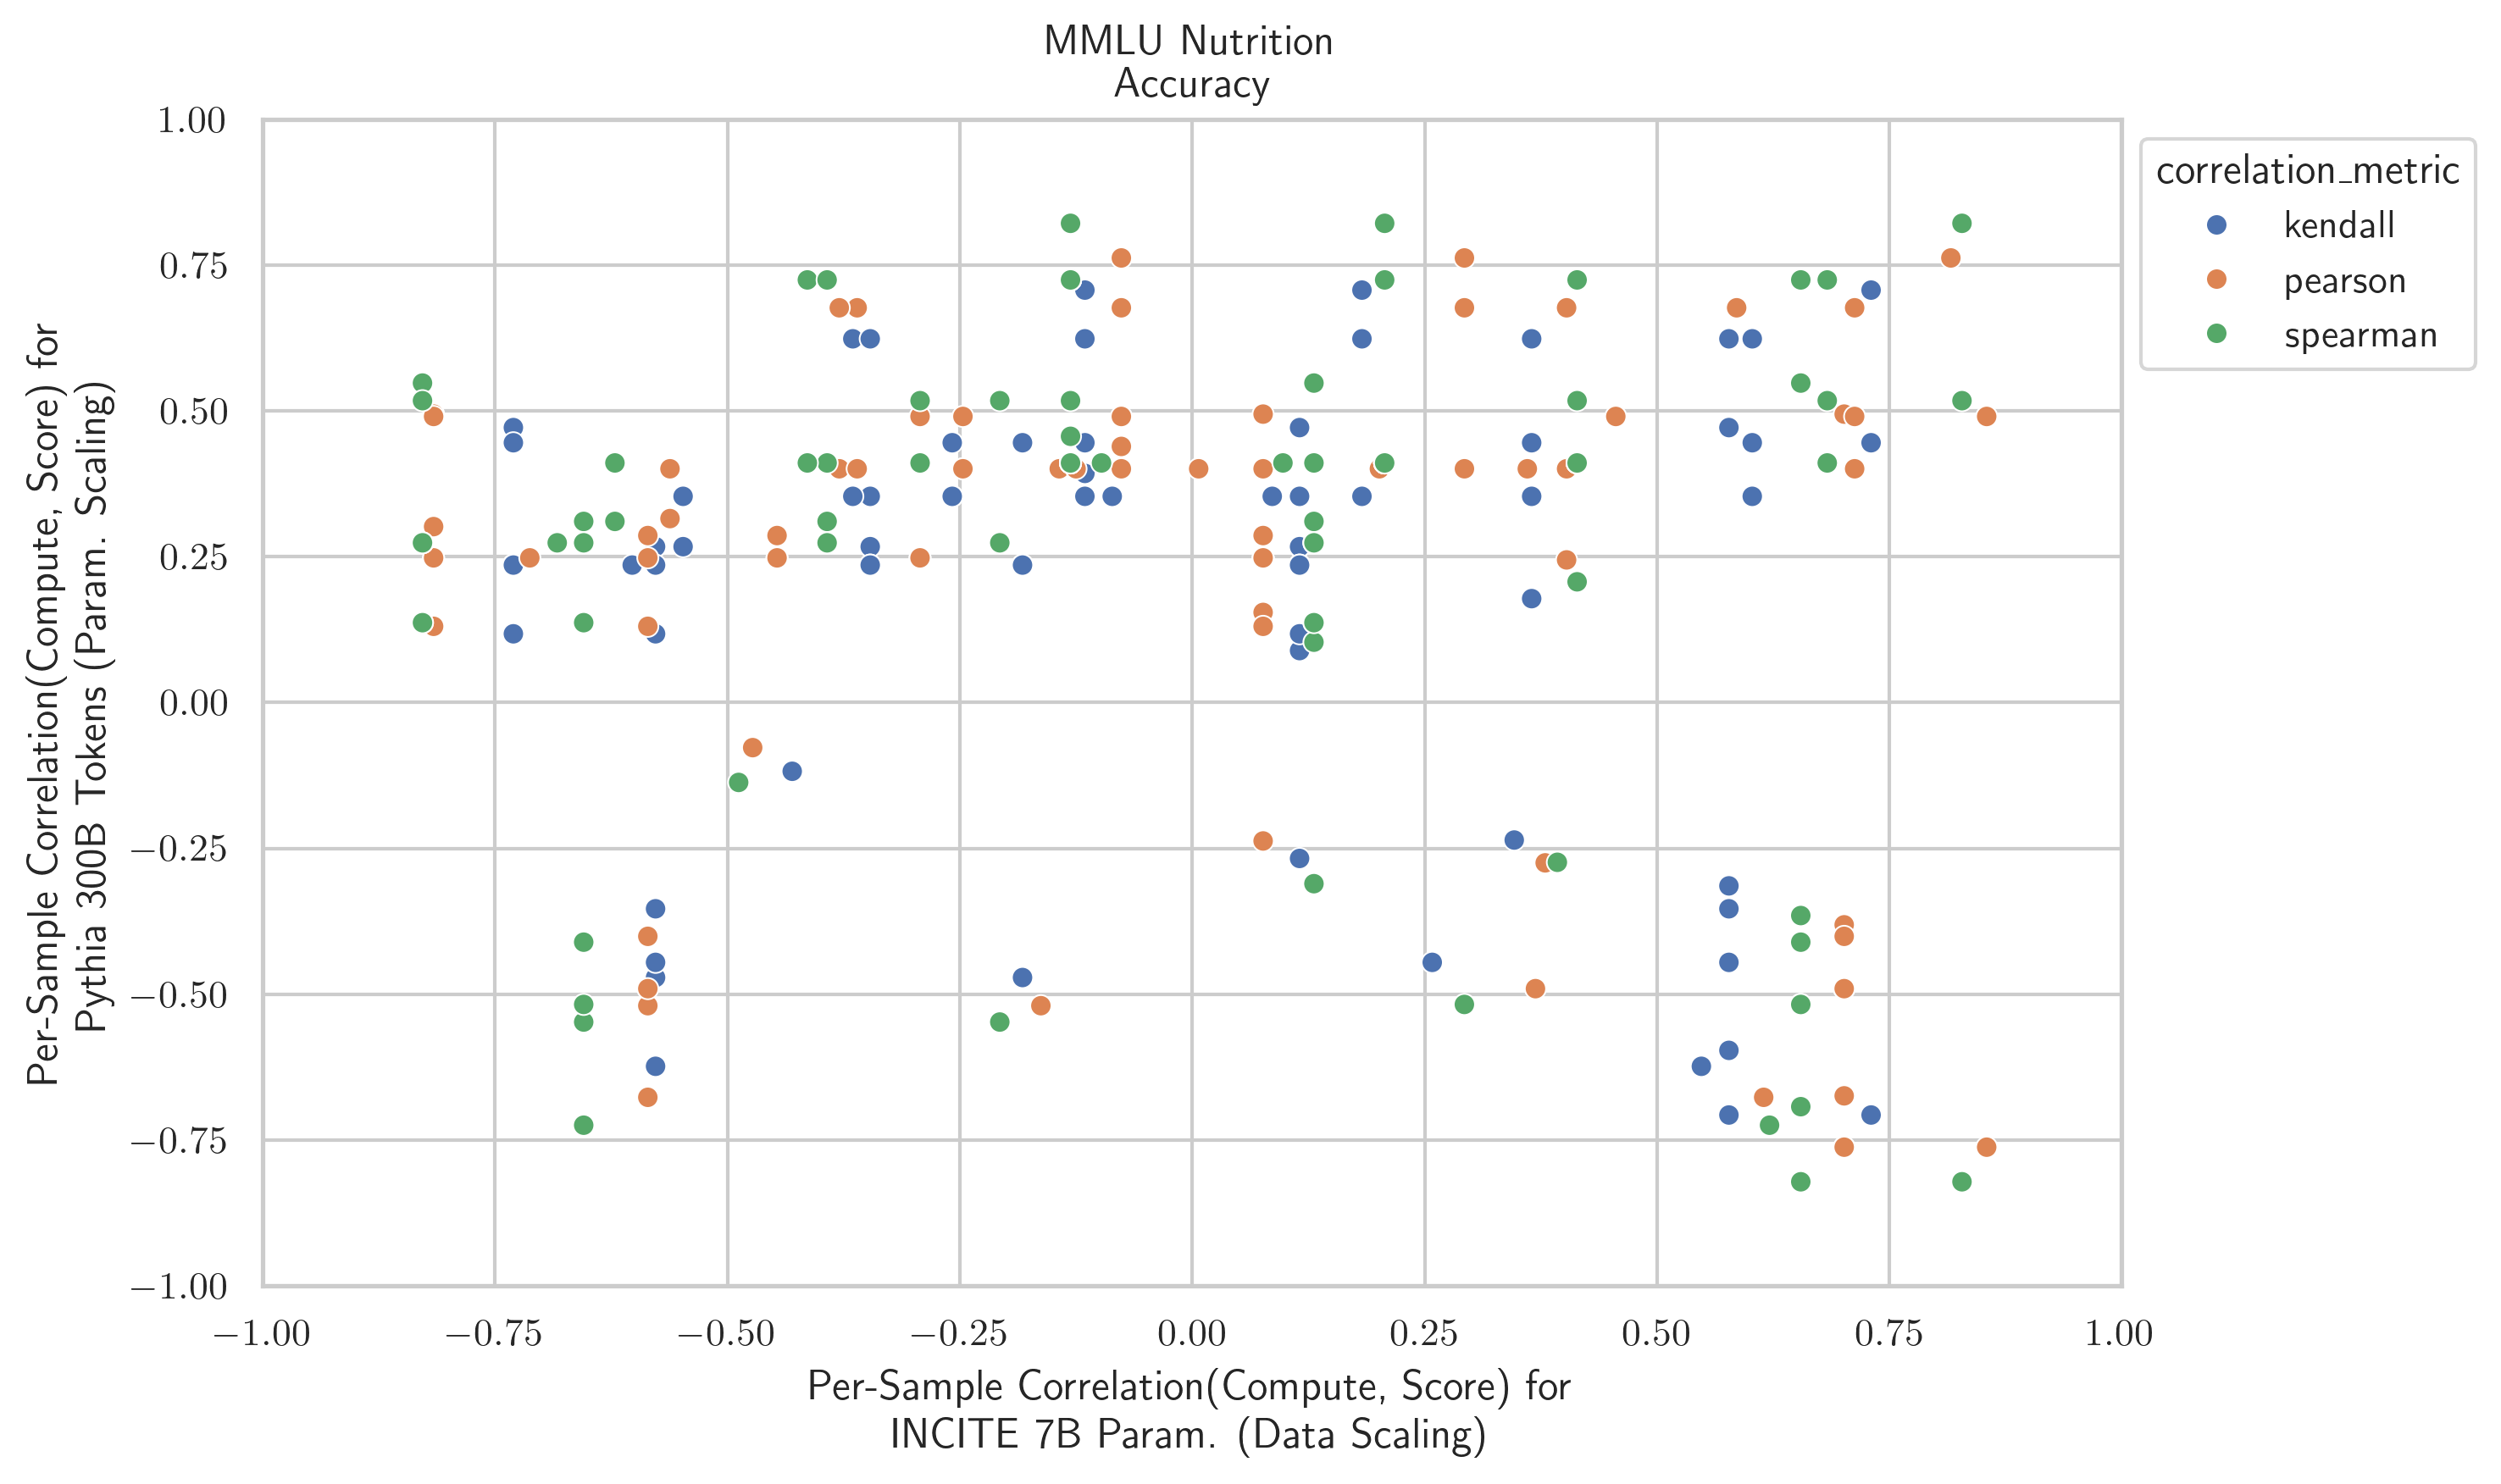 MMLU Nutrition
Accuracy
1.00
0.75
0.50
0.25
0.00
−0.25
−0.50
−0.75
−1.00
Per-Sample Correlation(Compute, Score) for
Pythia 300B Tokens (Param. Scaling)
−1.00 −0.75 −0.50 −0.25 0.00 0.25 0.50 0.75 1.00
Per-Sample Correlation(Compute, Score) for
INCITE 7B Param. (Data Scaling)
correlation_metric
kendall
pearson
spearman